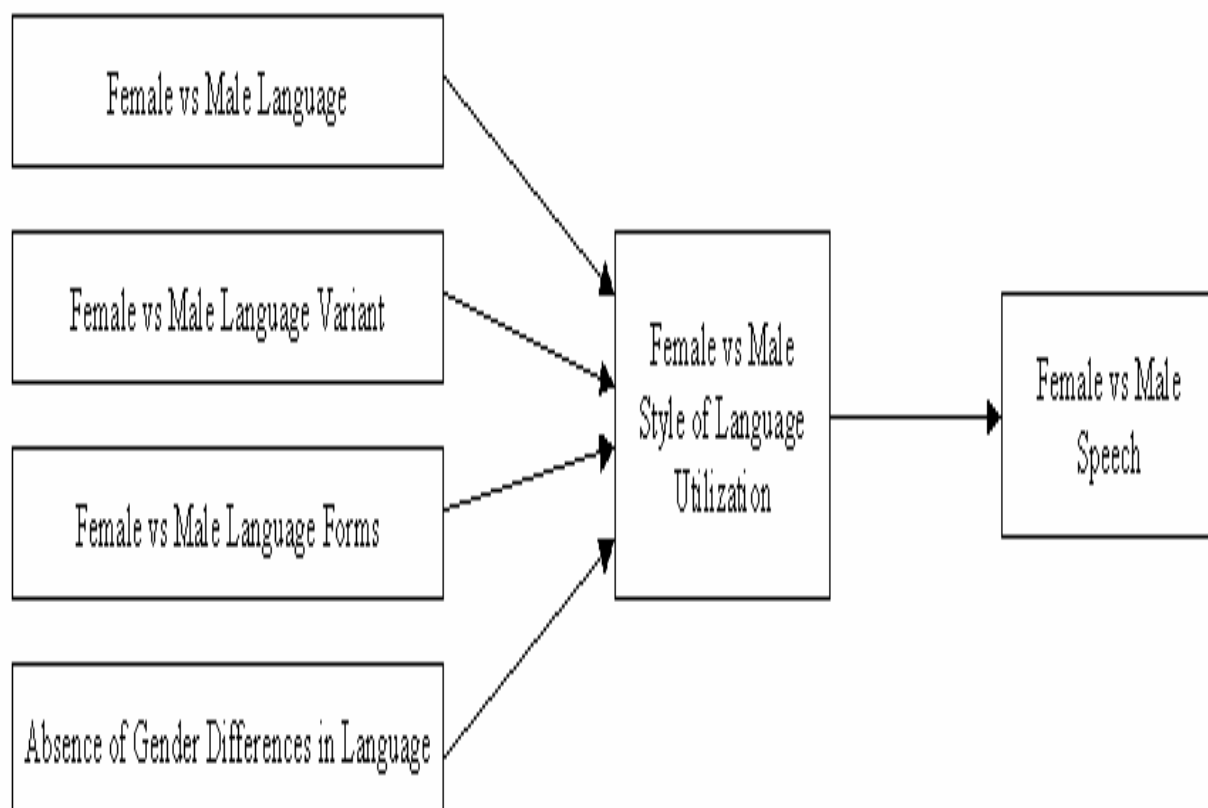 Female vs Male Language
Female vs Male Language Variant
Female vs Male Language Forms
Absence of Gender Differences in Language
Female vs Male
Style of Language
Utilization
Female vs Male
Speech